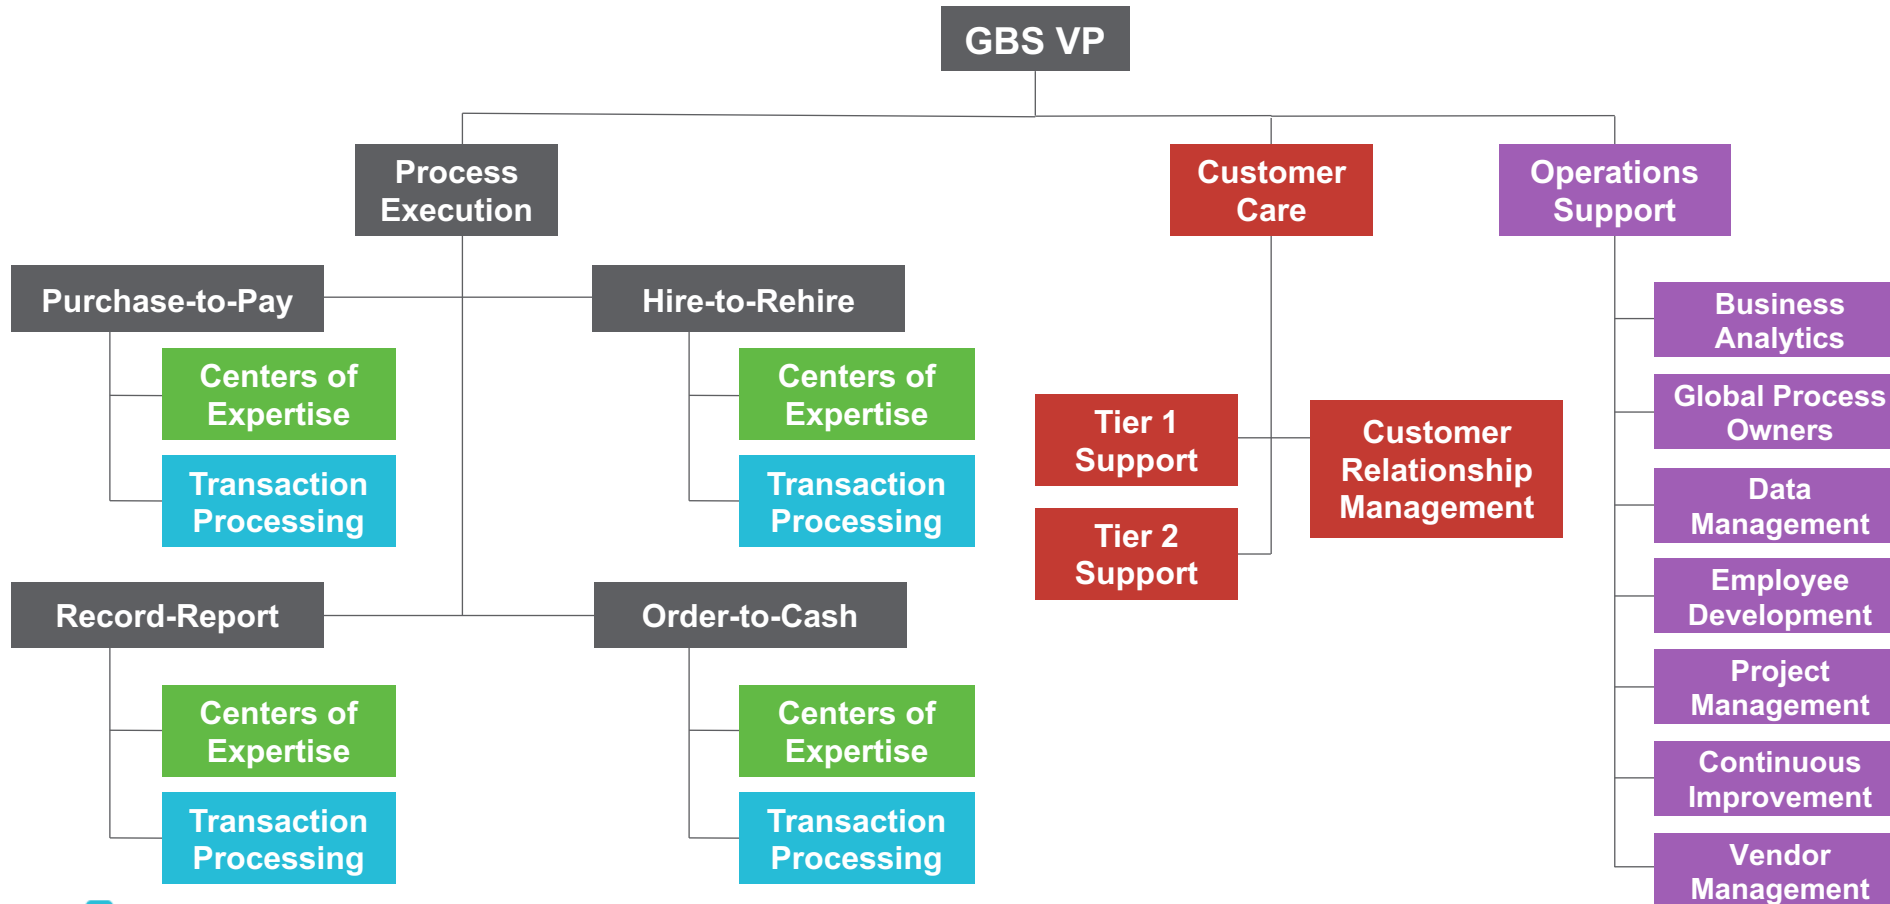 GBS VP
Process
Execution
Customer
Care
Operations
Support
Purchase-to-Pay
Centers of
Expertise
Transaction
Processing
Hire-to-Rehire
Centers of
Expertise
Transaction
Processing
Record-Report
Centers of
Expertise
Transaction
Processing
Order-to-Cash
Centers of
Expertise
Transaction
Processing
Tier 1
Support
Tier 2
Support
Customer
Relationship
Management
Business
Analytics
Global Process
Owners
Data
Management
Employee
Development
Project
Management
Continuous
Improvement
Vendor
Management